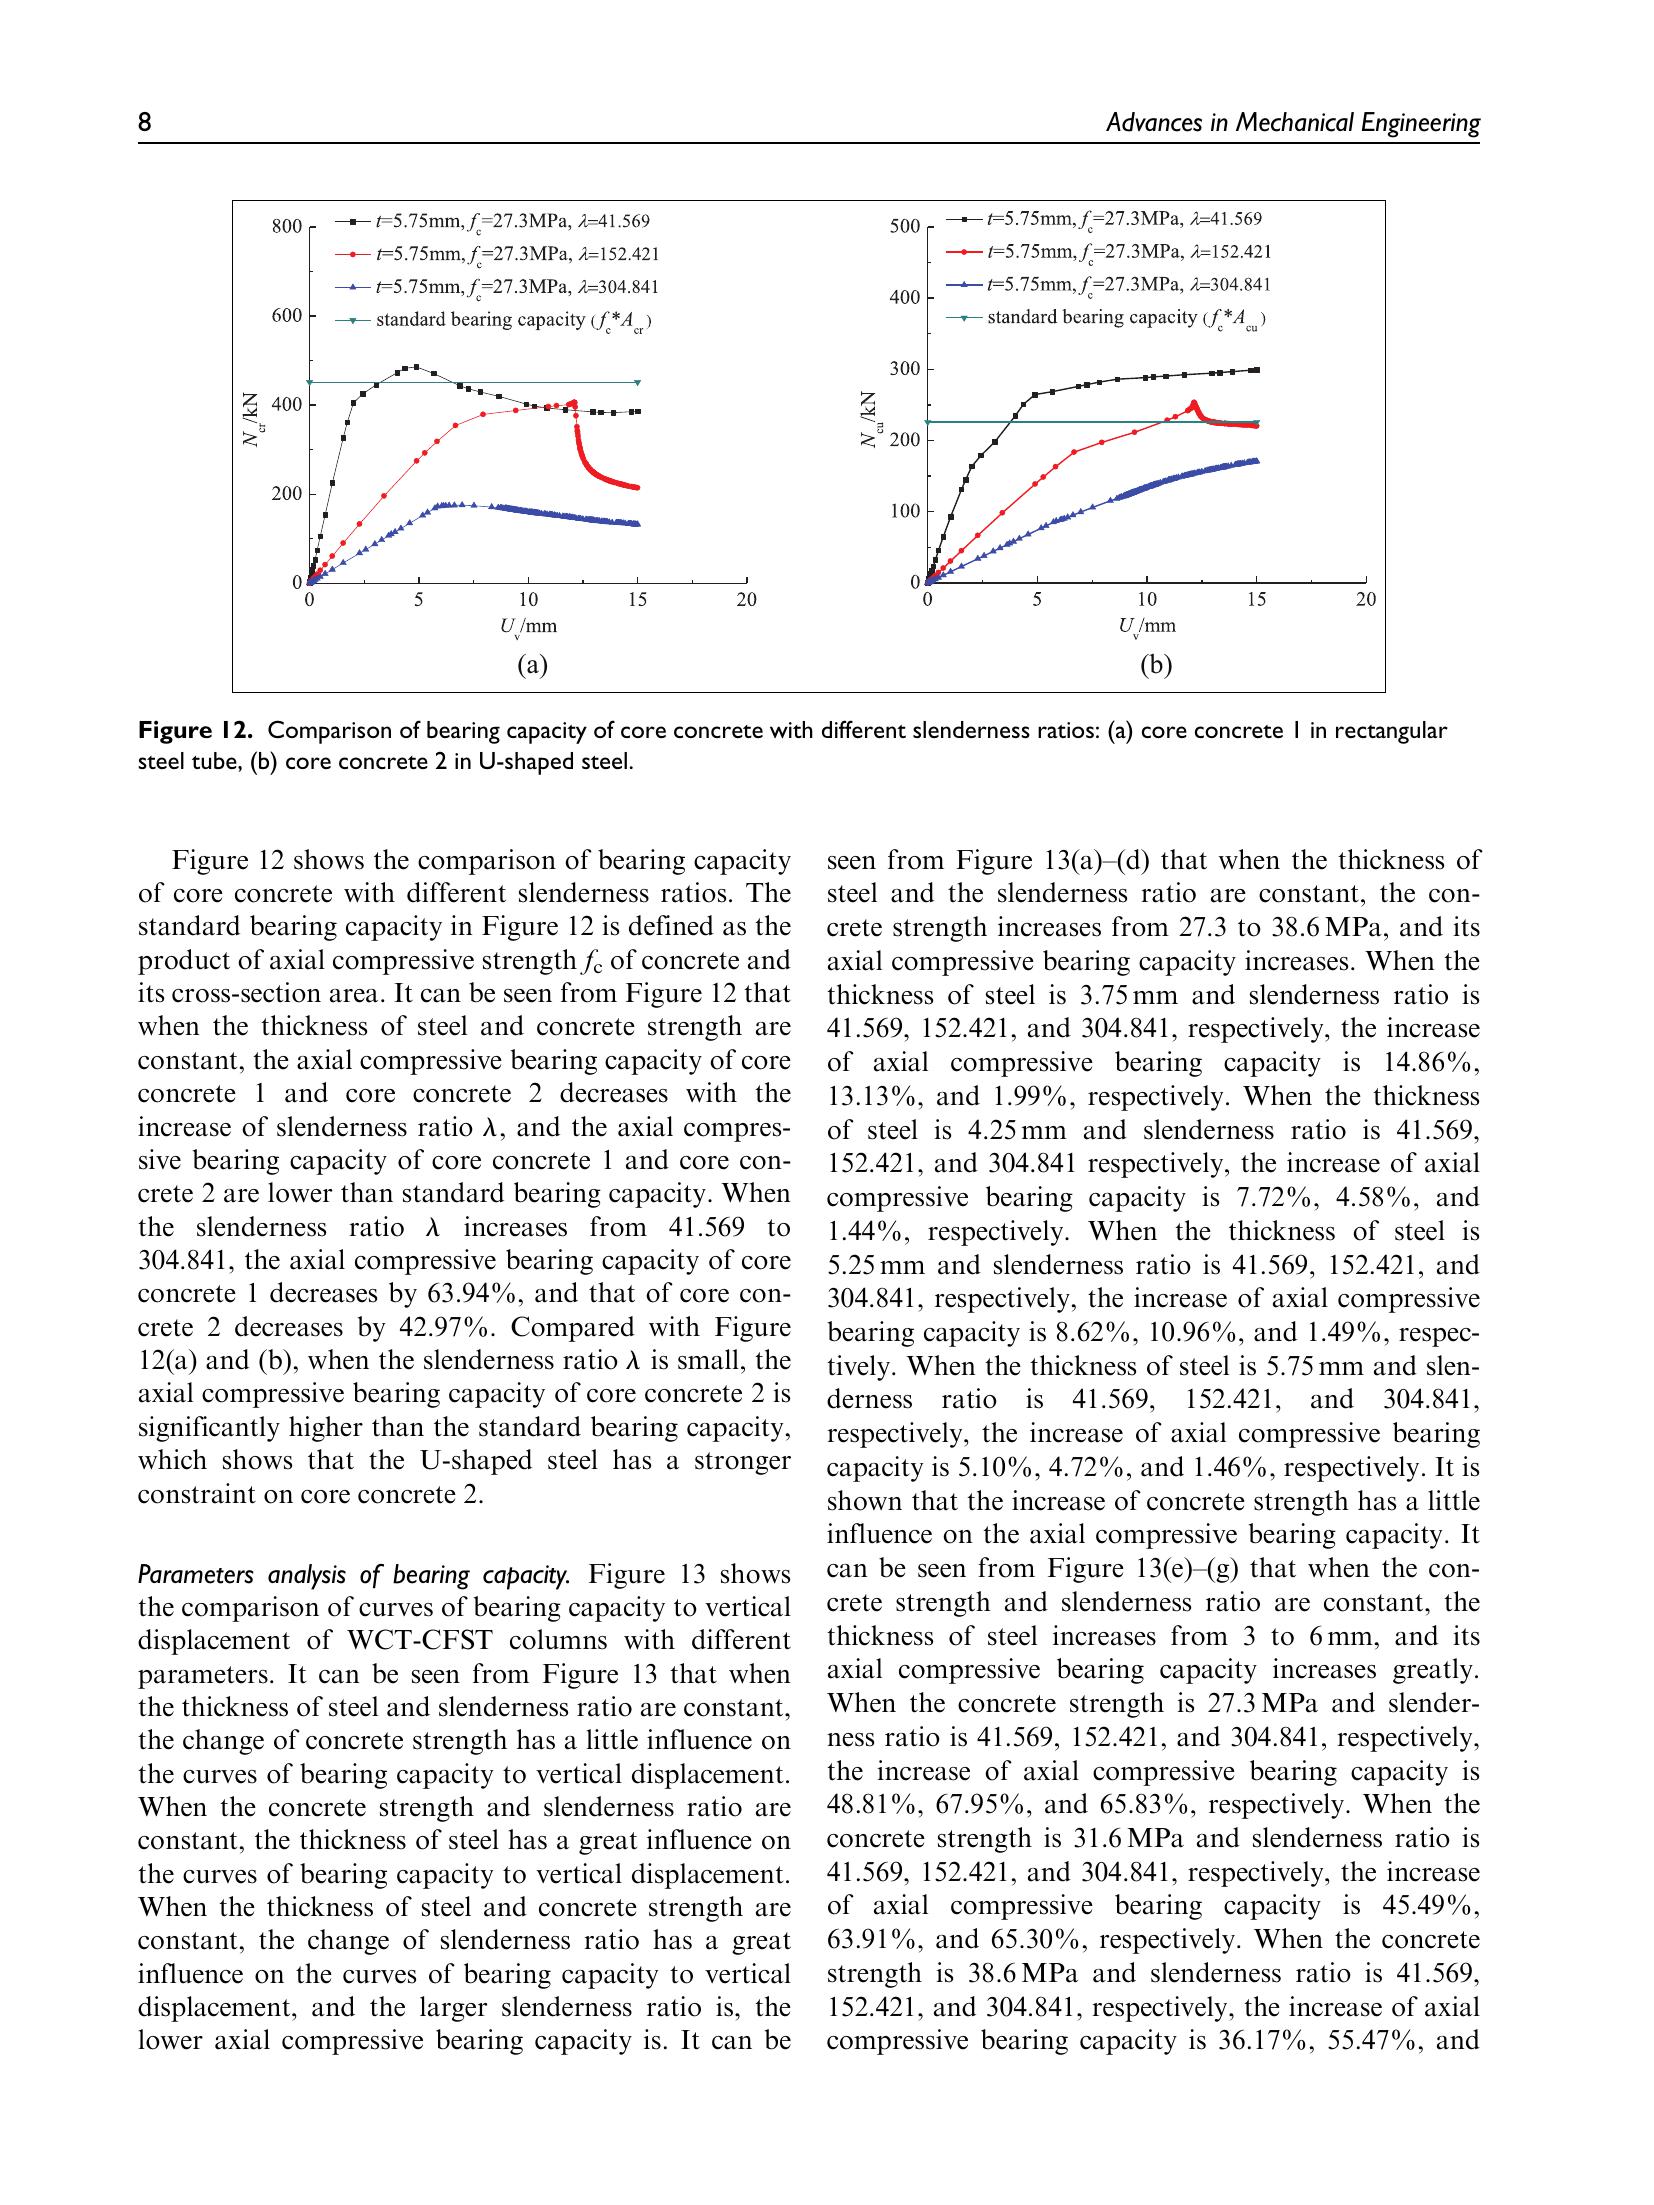 8
Advances in Mechanical Engineering
t=5.75mm, fc=27.3MPa, λ=41.569
t=5.75mm, fc=27.3MPa, λ=152.421
t=5.75mm, fc=27.3MPa, λ=304.841
standard bearing capacity (fc*Acr)
800
600
400
200
0
Ncr/kN
0 5 10 15 20
Uv/mm
(a)
t=5.75mm, fc=27.3MPa, λ=41.569
t=5.75mm, fc=27.3MPa, λ=152.421
t=5.75mm, fc=27.3MPa, λ=304.841
standard bearing capacity (fc*Acu)
500
400
300
200
100
0
Ncu/kN
0 5 10 15 20
Uv/mm
(b)
Figure 12. Comparison of bearing capacity of core concrete with different slenderness ratios: (a) core concrete 1 in rectangular
steel tube, (b) core concrete 2 in U-shaped steel.
Figure 12 shows the comparison of bearing capacity
of core concrete with different slenderness ratios. The
standard bearing capacity in Figure 12 is defined as the
product of axial compressive strength fc of concrete and
its cross-section area. It can be seen from Figure 12 that
when the thickness of steel and concrete strength are
constant, the axial compressive bearing capacity of core
concrete 1 and core concrete 2 decreases with the
increase of slenderness ratio λ, and the axial compres-
sive bearing capacity of core concrete 1 and core con-
crete 2 are lower than standard bearing capacity. When
the slenderness ratio λ increases from 41.569 to
304.841, the axial compressive bearing capacity of core
concrete 1 decreases by 63.94%, and that of core con-
crete 2 decreases by 42.97%. Compared with Figure
12(a) and (b), when the slenderness ratio λ is small, the
axial compressive bearing capacity of core concrete 2 is
significantly higher than the standard bearing capacity,
which shows that the U-shaped steel has a stronger
constraint on core concrete 2.
Parameters analysis of bearing capacity. Figure 13 shows
the comparison of curves of bearing capacity to vertical
displacement of WCT-CFST columns with different
parameters. It can be seen from Figure 13 that when
the thickness of steel and slenderness ratio are constant,
the change of concrete strength has a little influence on
the curves of bearing capacity to vertical displacement.
When the concrete strength and slenderness ratio are
constant, the thickness of steel has a great influence on
the curves of bearing capacity to vertical displacement.
When the thickness of steel and concrete strength are
constant, the change of slenderness ratio has a great
influence on the curves of bearing capacity to vertical
displacement, and the larger slenderness ratio is, the
lower axial compressive bearing capacity is. It can be
seen from Figure 13(a)–(d) that when the thickness of
steel and the slenderness ratio are constant, the con-
crete strength increases from 27.3 to 38.6 MPa, and its
axial compressive bearing capacity increases. When the
thickness of steel is 3.75 mm and slenderness ratio is
41.569, 152.421, and 304.841, respectively, the increase
of axial compressive bearing capacity is 14.86%,
13.13%, and 1.99%, respectively. When the thickness
of steel is 4.25 mm and slenderness ratio is 41.569,
152.421, and 304.841 respectively, the increase of axial
compressive bearing capacity is 7.72%, 4.58%, and
1.44%, respectively. When the thickness of steel is
5.25 mm and slenderness ratio is 41.569, 152.421, and
304.841, respectively, the increase of axial compressive
bearing capacity is 8.62%, 10.96%, and 1.49%, respec-
tively. When the thickness of steel is 5.75 mm and slen-
derness ratio is 41.569, 152.421, and 304.841,
respectively, the increase of axial compressive bearing
capacity is 5.10%, 4.72%, and 1.46%, respectively. It is
shown that the increase of concrete strength has a little
influence on the axial compressive bearing capacity. It
can be seen from Figure 13(e)–(g) that when the con-
crete strength and slenderness ratio are constant, the
thickness of steel increases from 3 to 6 mm, and its
axial compressive bearing capacity increases greatly.
When the concrete strength is 27.3 MPa and slender-
ness ratio is 41.569, 152.421, and 304.841, respectively,
the increase of axial compressive bearing capacity is
48.81%, 67.95%, and 65.83%, respectively. When the
concrete strength is 31.6 MPa and slenderness ratio is
41.569, 152.421, and 304.841, respectively, the increase
of axial compressive bearing capacity is 45.49%,
63.91%, and 65.30%, respectively. When the concrete
strength is 38.6 MPa and slenderness ratio is 41.569,
152.421, and 304.841, respectively, the increase of axial
compressive bearing capacity is 36.17%, 55.47%, and